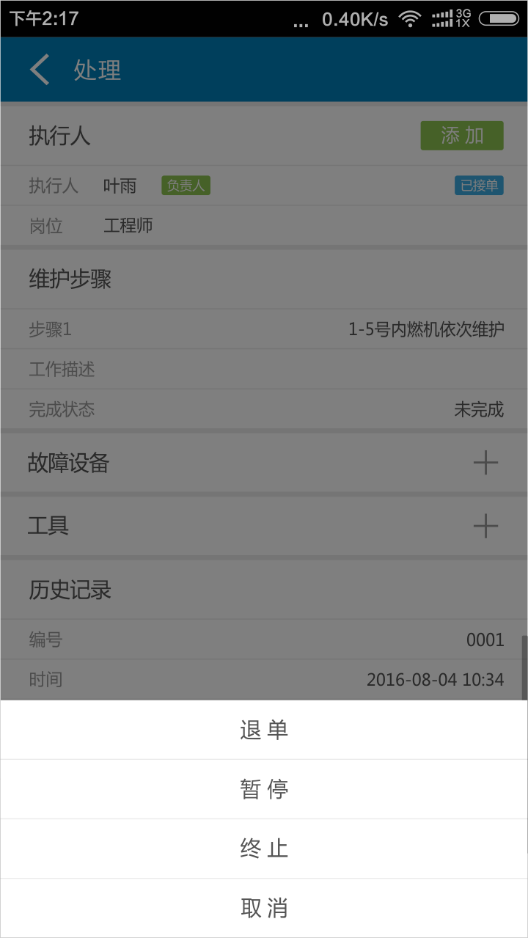 下午2:17 ... 0.40K/s 3G 1X
处理
执行人 添 加
执行人 叶雨 负责人 已接单
岗位 工程师
维护步骤
步骤1 1-5号内燃机依次维护
工作描述
完成状态 未完成
故障设备
工具
历史记录
编号 0001
时间 2016-08-04 10:34
退 单
暂 停
终 止
取 消